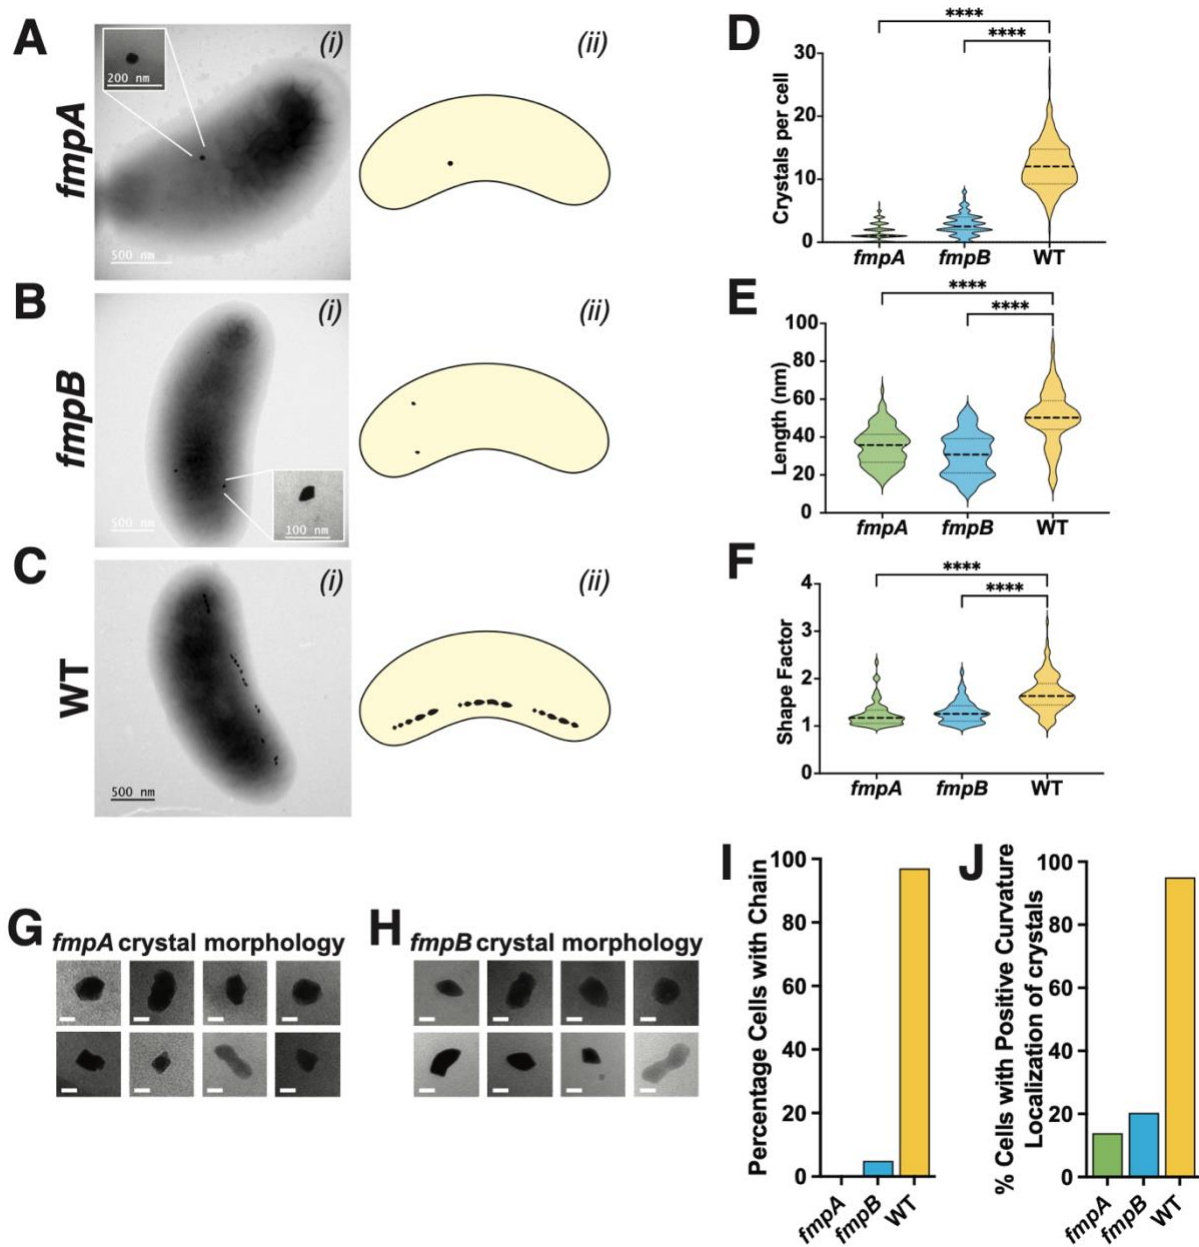 A
(i)
(ii)
200 nm
500 nm
fmpA
B
(i)
(ii)
500 nm
100 nm
fmpB
C
(i)
(ii)
500 nm
WT
D
****
****
30
20
10
0
Crystals per cell
fmpA fmpB WT
E
****
****
100
80
60
40
20
0
Length (nm)
fmpA fmpB WT
F
****
****
4
3
2
1
0
Shape Factor
fmpA fmpB WT
G
fmpA crystal morphology
H
fmpB crystal morphology
I
100
80
60
40
20
0
Percentage Cells with Chain
fmpA fmpB WT
J
100
80
60
40
20
0
% Cells with Positive Curvature
Localization of crystals
fmpA fmpB WT